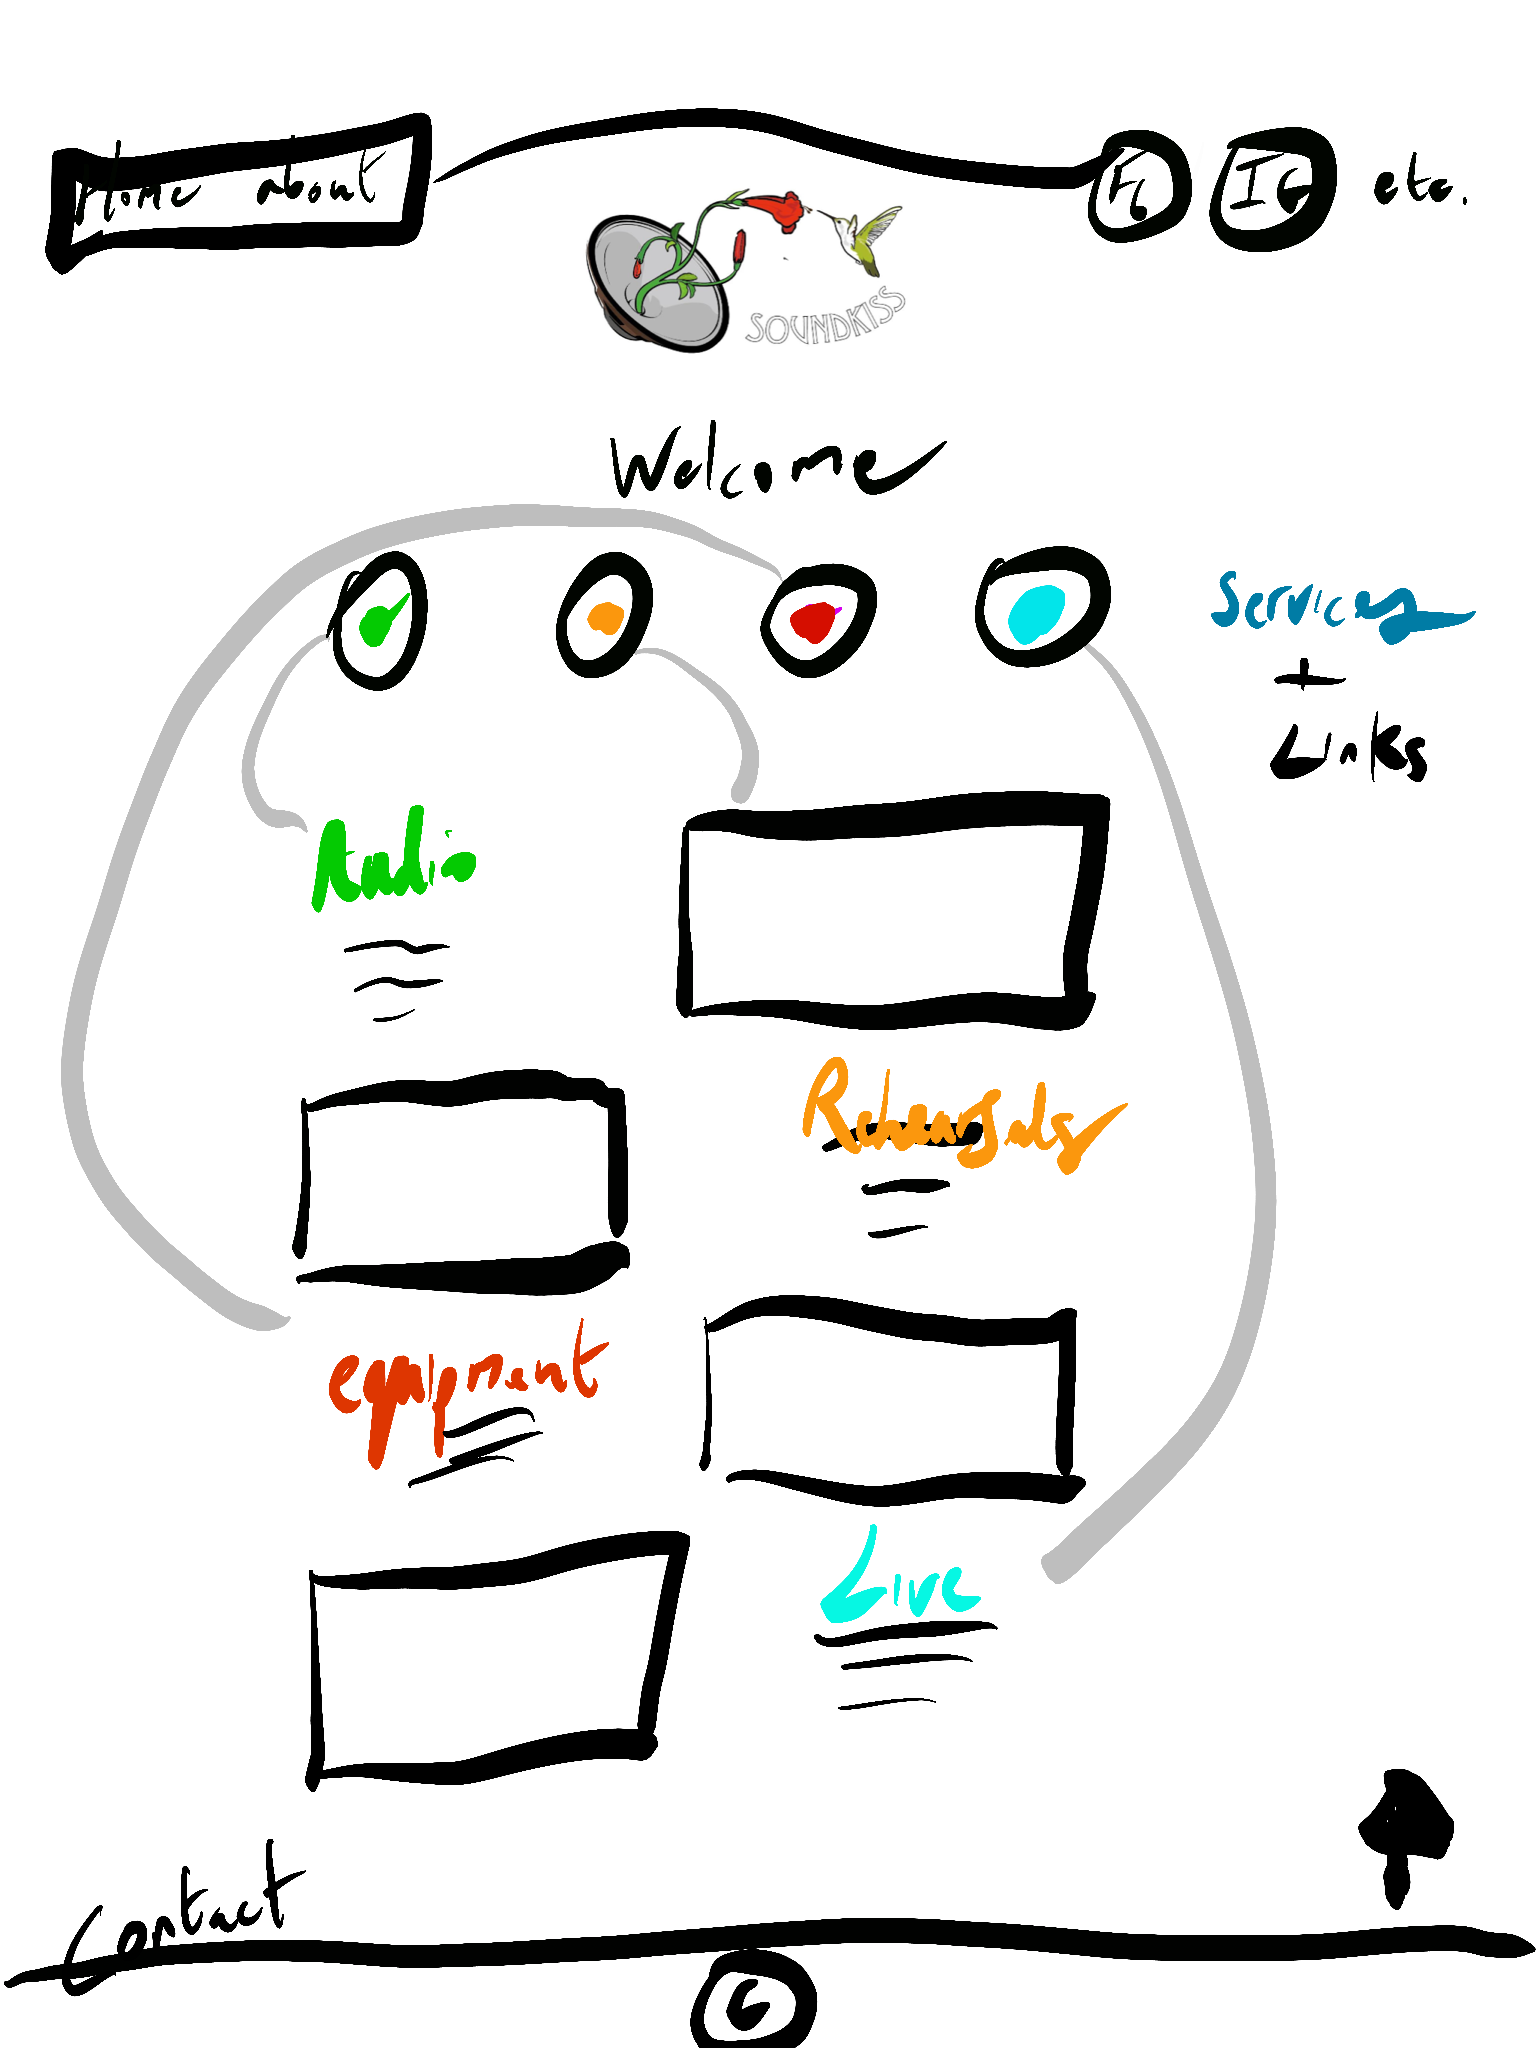 Home about
Fb
IG
etc.
SOUNDKISS
Welcome
Services
+
Links
Audio
Rehearsals
equipment
Live
Contact